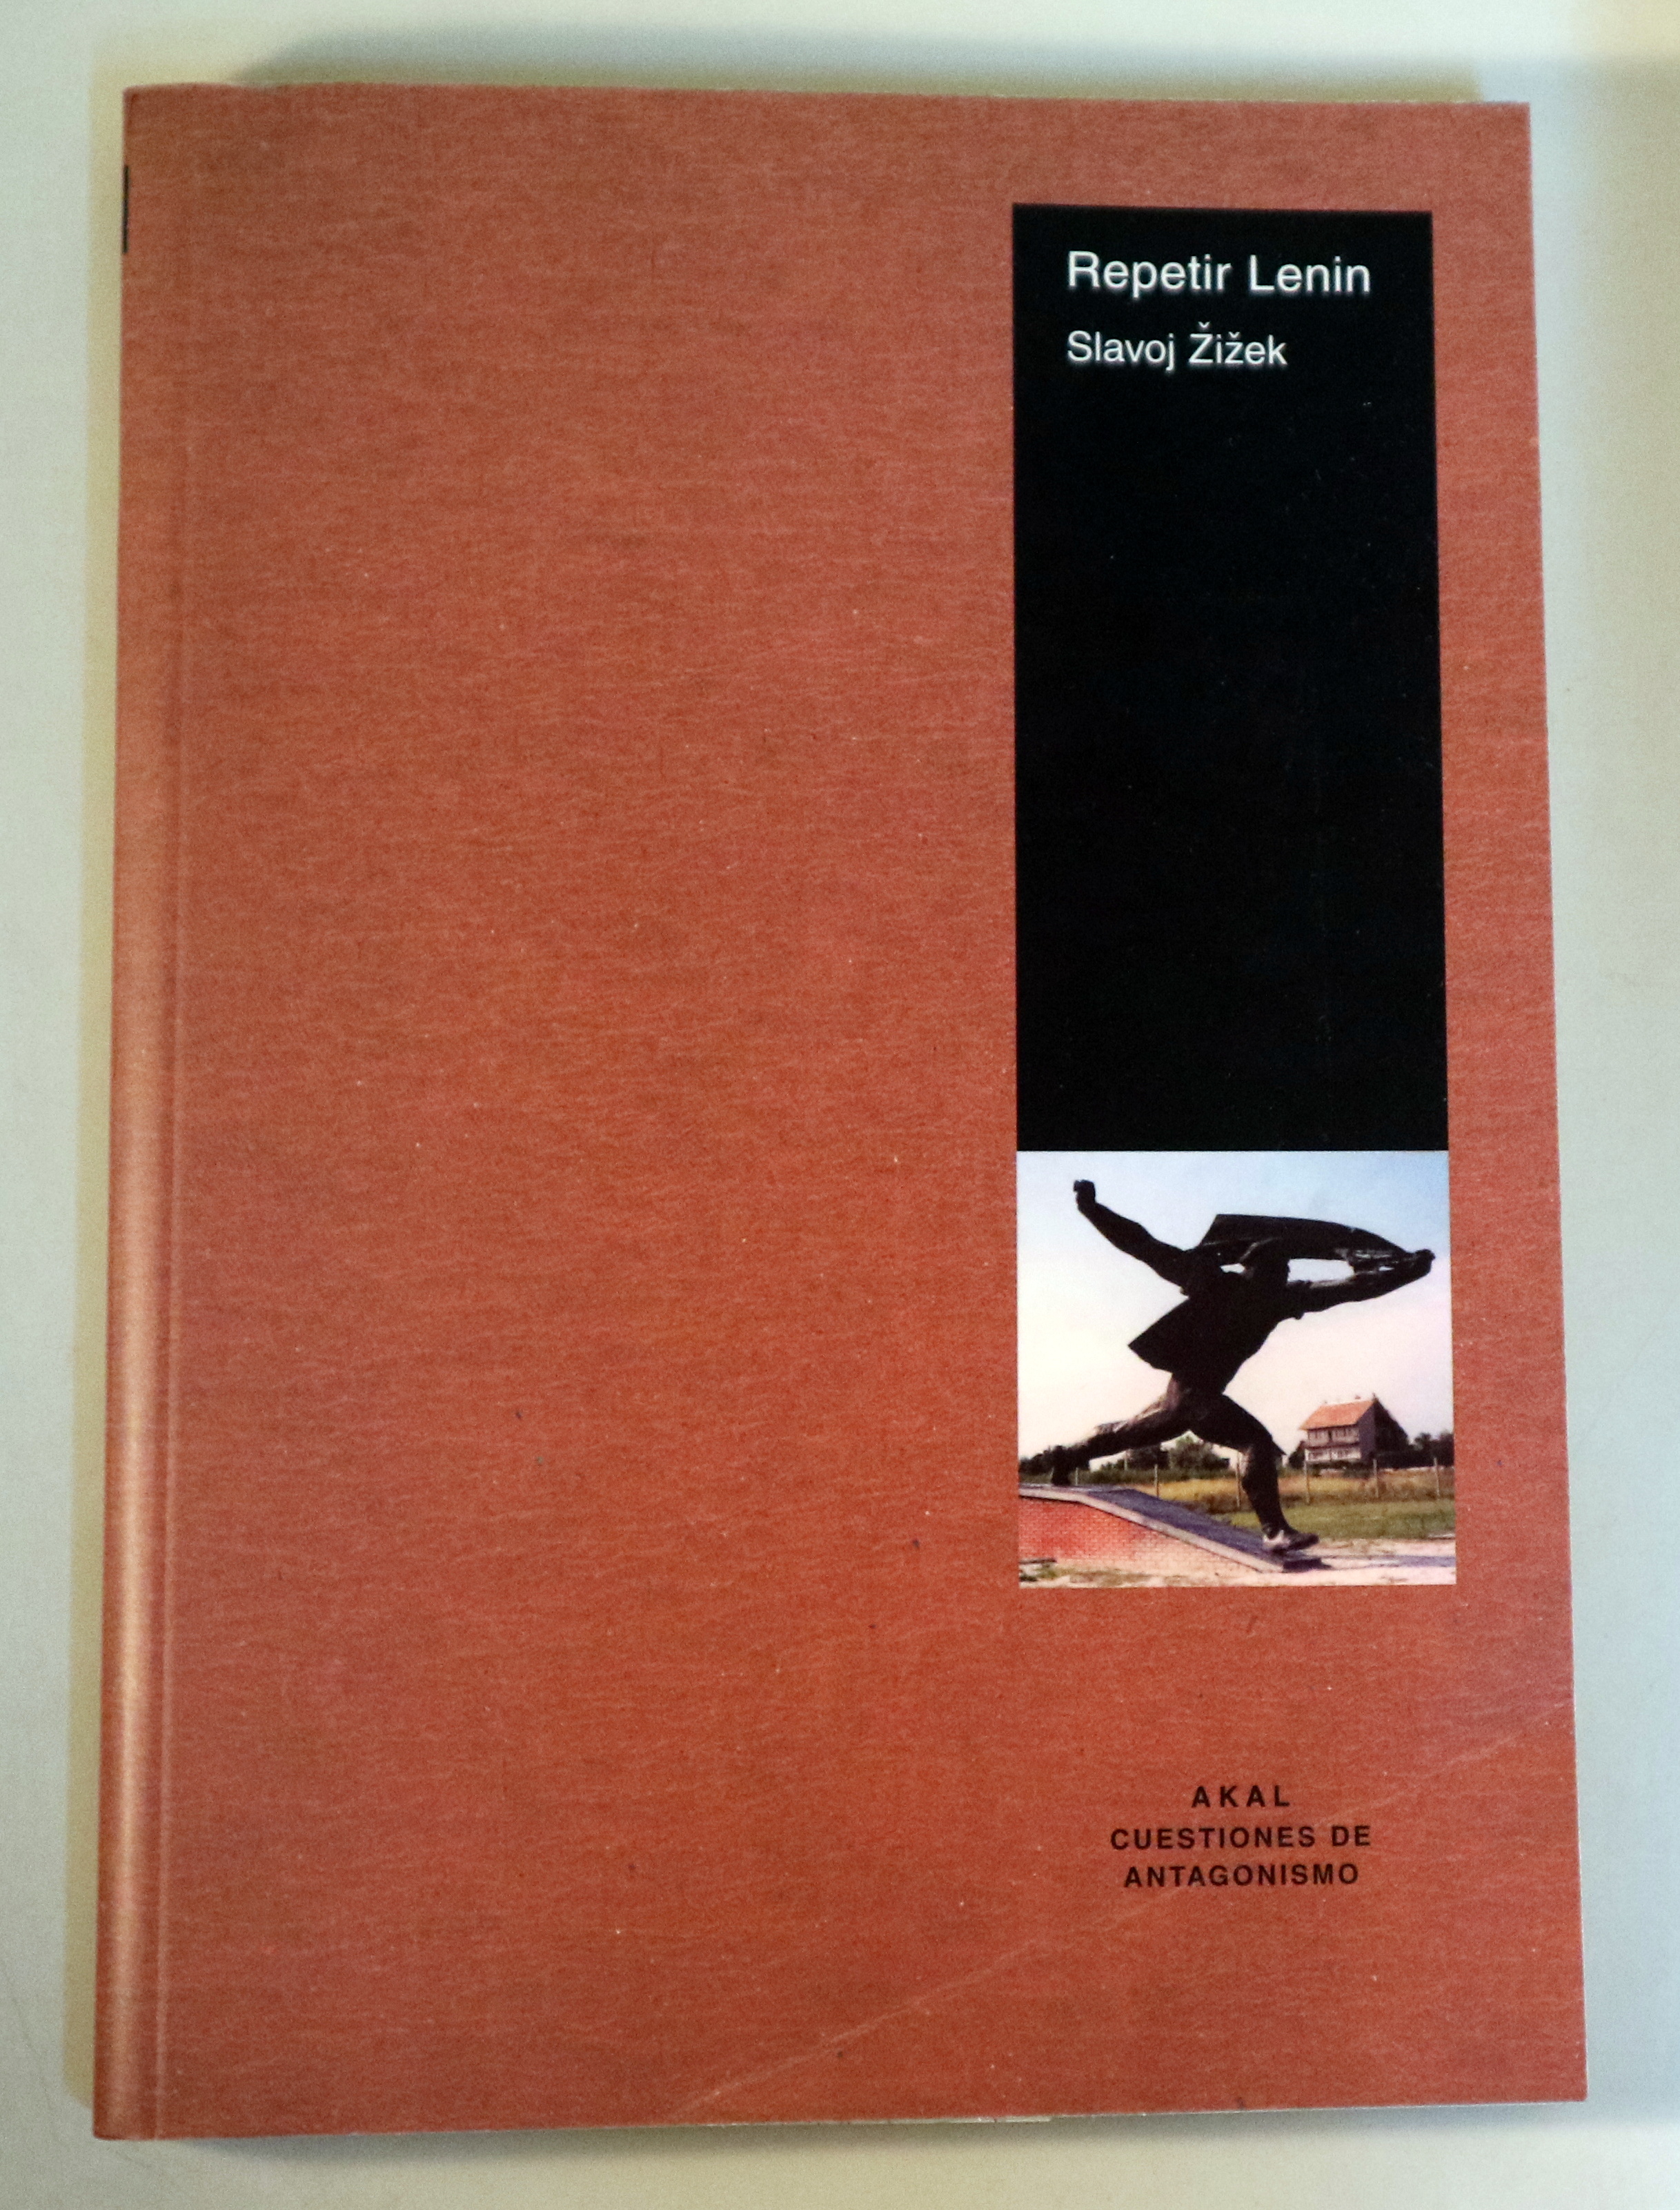 Repetir Lenin
Slavoj Žižek
AKAL
CUESTIONES DE
ANTAGONISMO